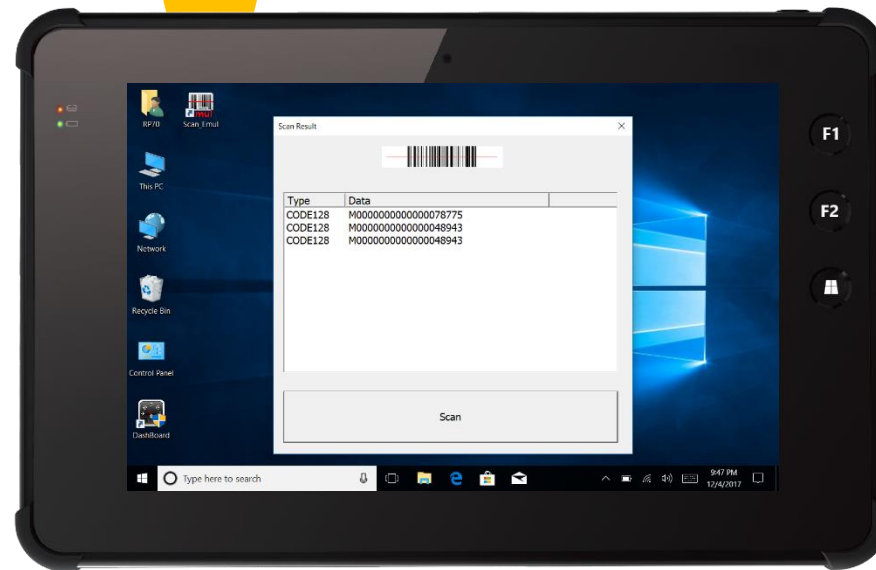 RP70
Scan_Emul
This PC
Network
Recycle Bin
Control Panel
DashBoard
Scan Result
Type Data
CODE128 M0000000000000078775
CODE128 M0000000000000048943
CODE128 M0000000000000048943
Scan
Type here to search
9:47 PM
12/4/2017
F1
F2